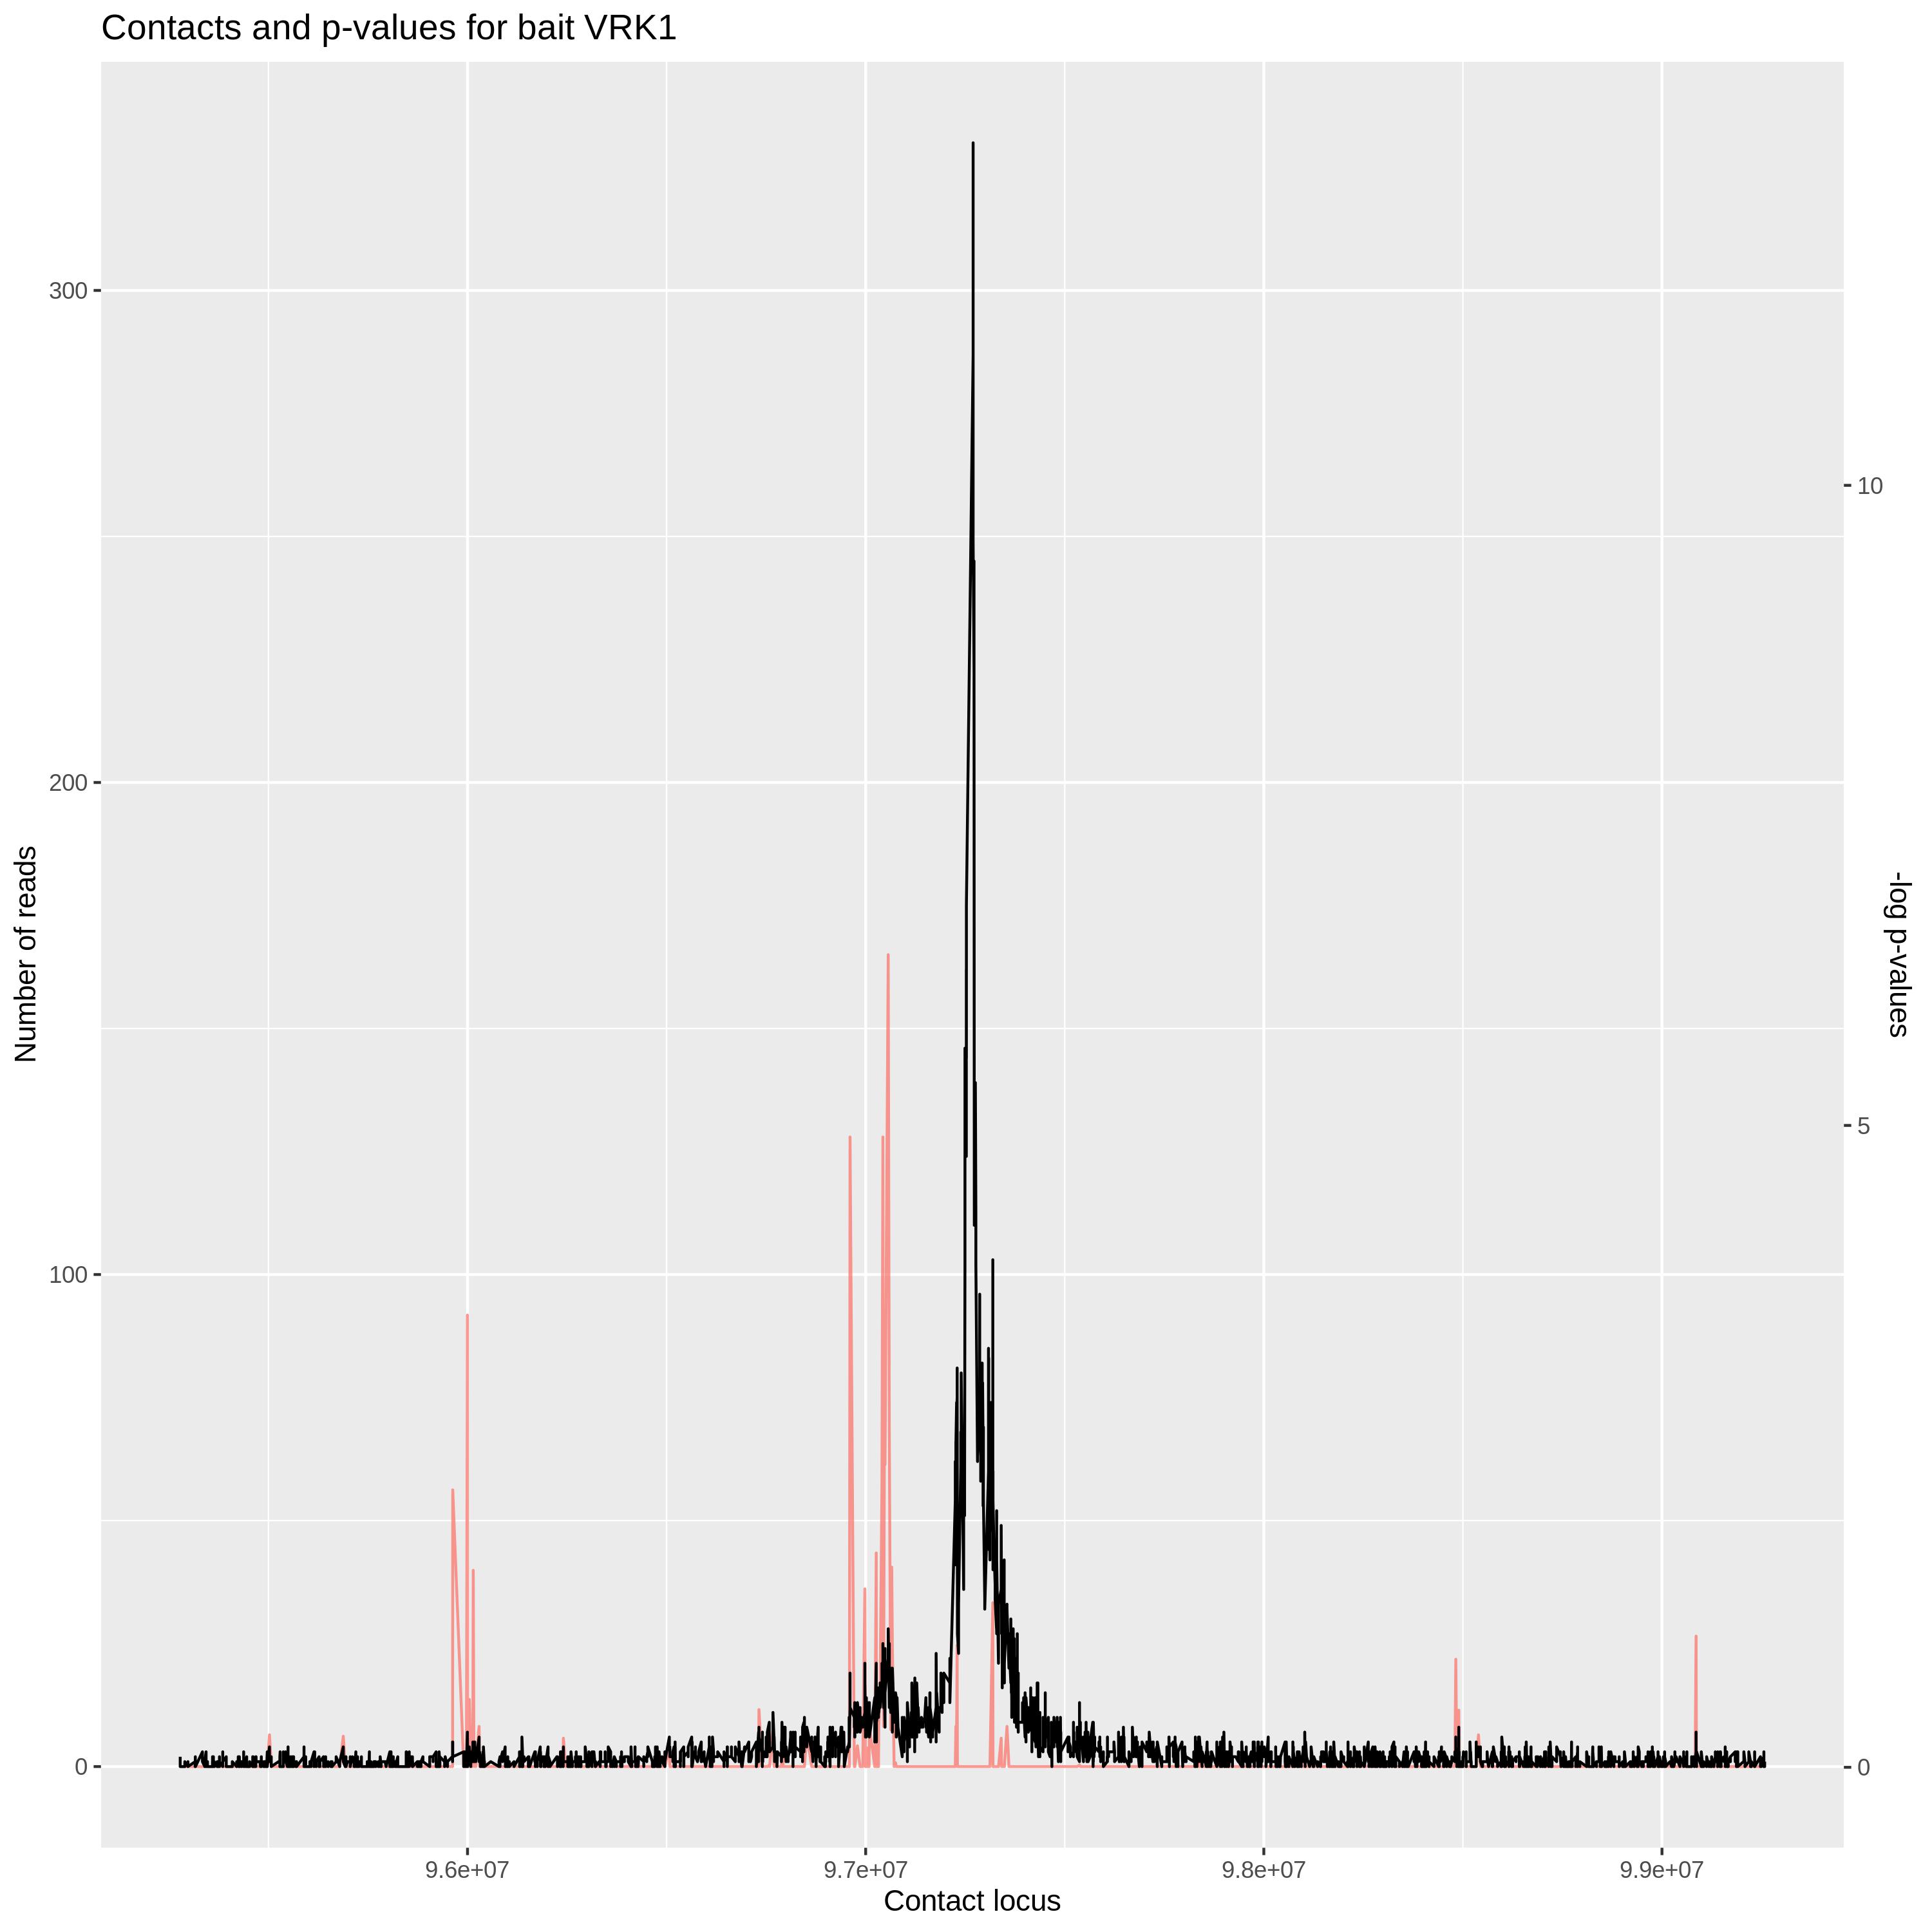 Contacts and p-values for bait VRK1
300
200
100
0
Number of reads
10
5
0
-log p-values
9.6e+07
9.7e+07
9.8e+07
9.9e+07
Contact locus